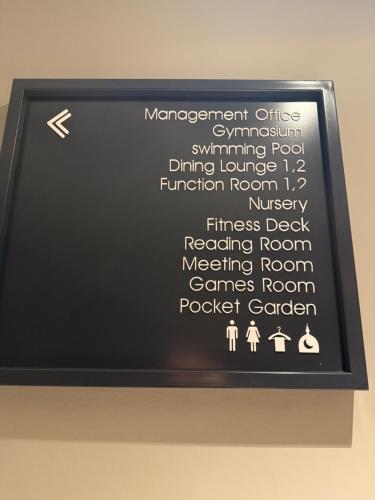 Management Office
Gymnasium
swimming Pool
Dining Lounge 1,2
Function Room 1,2
Nursery
Fitness Deck
Reading Room
Meeting Room
Games Room
Pocket Garden